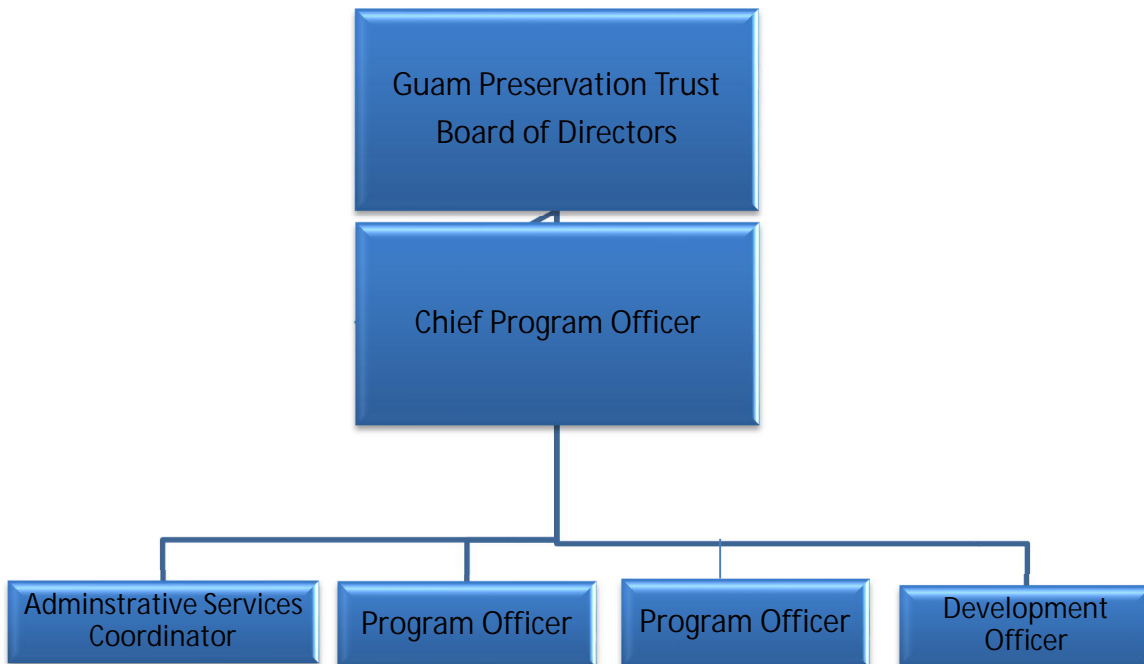 Guam Preservation Trust
Board of Directors
Chief Program Officer
Adminstrative Services
Coordinator
Program Officer
Program Officer
Development
Officer